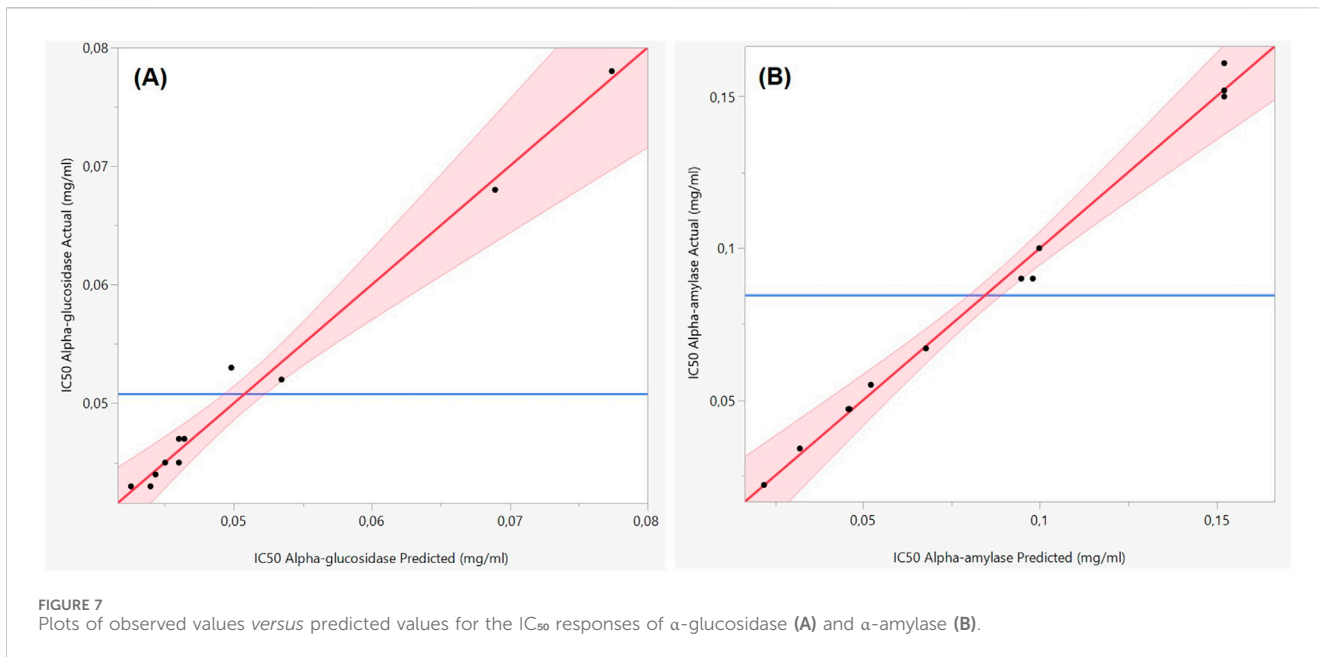 (A)
IC50 Alpha-glucosidase Actual (mg/ml)
0,08
0,07
0,06
0,05
0,05
0,06
0,07
0,08
IC50 Alpha-glucosidase Predicted (mg/ml)
(B)
IC50 Alpha-amylase Actual (mg/ml)
0,15
0,1
0,05
0,05
0,1
0,15
IC50 Alpha-amylase Predicted (mg/ml)
FIGURE 7
Plots of observed values versus predicted values for the IC₅₀ responses of α-glucosidase (A) and α-amylase (B).